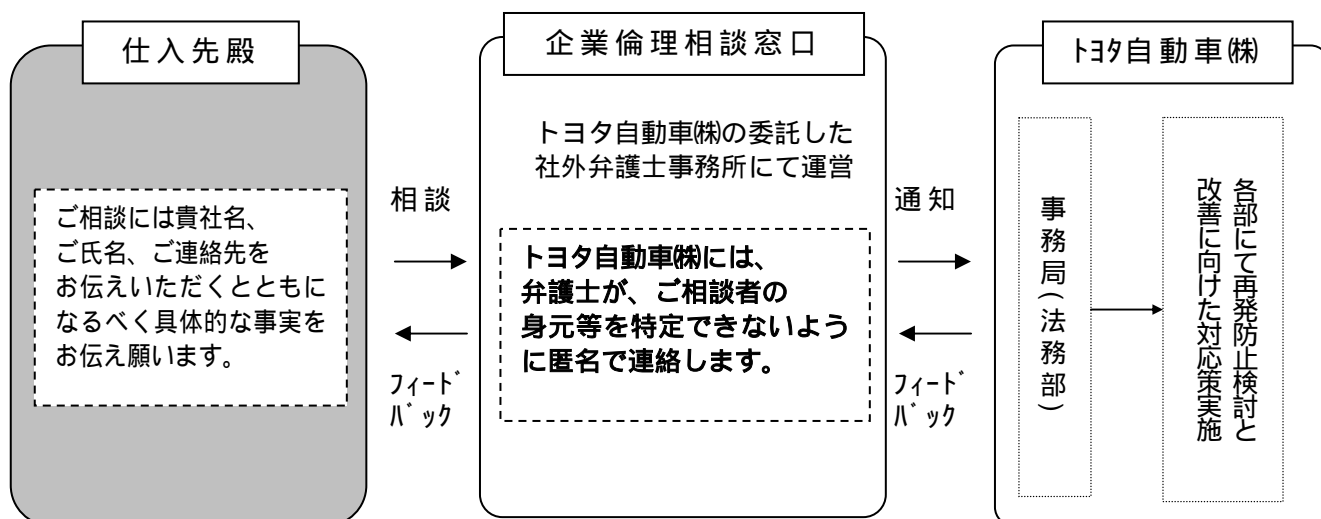 仕入先殿
ご相談には貴社名、
ご氏名、ご連絡先を
お伝えいただくとともに
なるべく具体的な事実を
お伝え願います。
相談
フィードﾞ
バック
企業倫理相談窓口
トヨタ自動車㈱の委託した
社外弁護士事務所にて運営
トヨタ自動車㈱には、
弁護士が、ご相談者の
身元等を特定できないよう
に匿名で連絡します。
通知
フィードﾞ
バック
ﾄﾖﾀ自動車㈱
事務局(法務部)
各部にて再発防止検討と
改善に向けた対応策実施